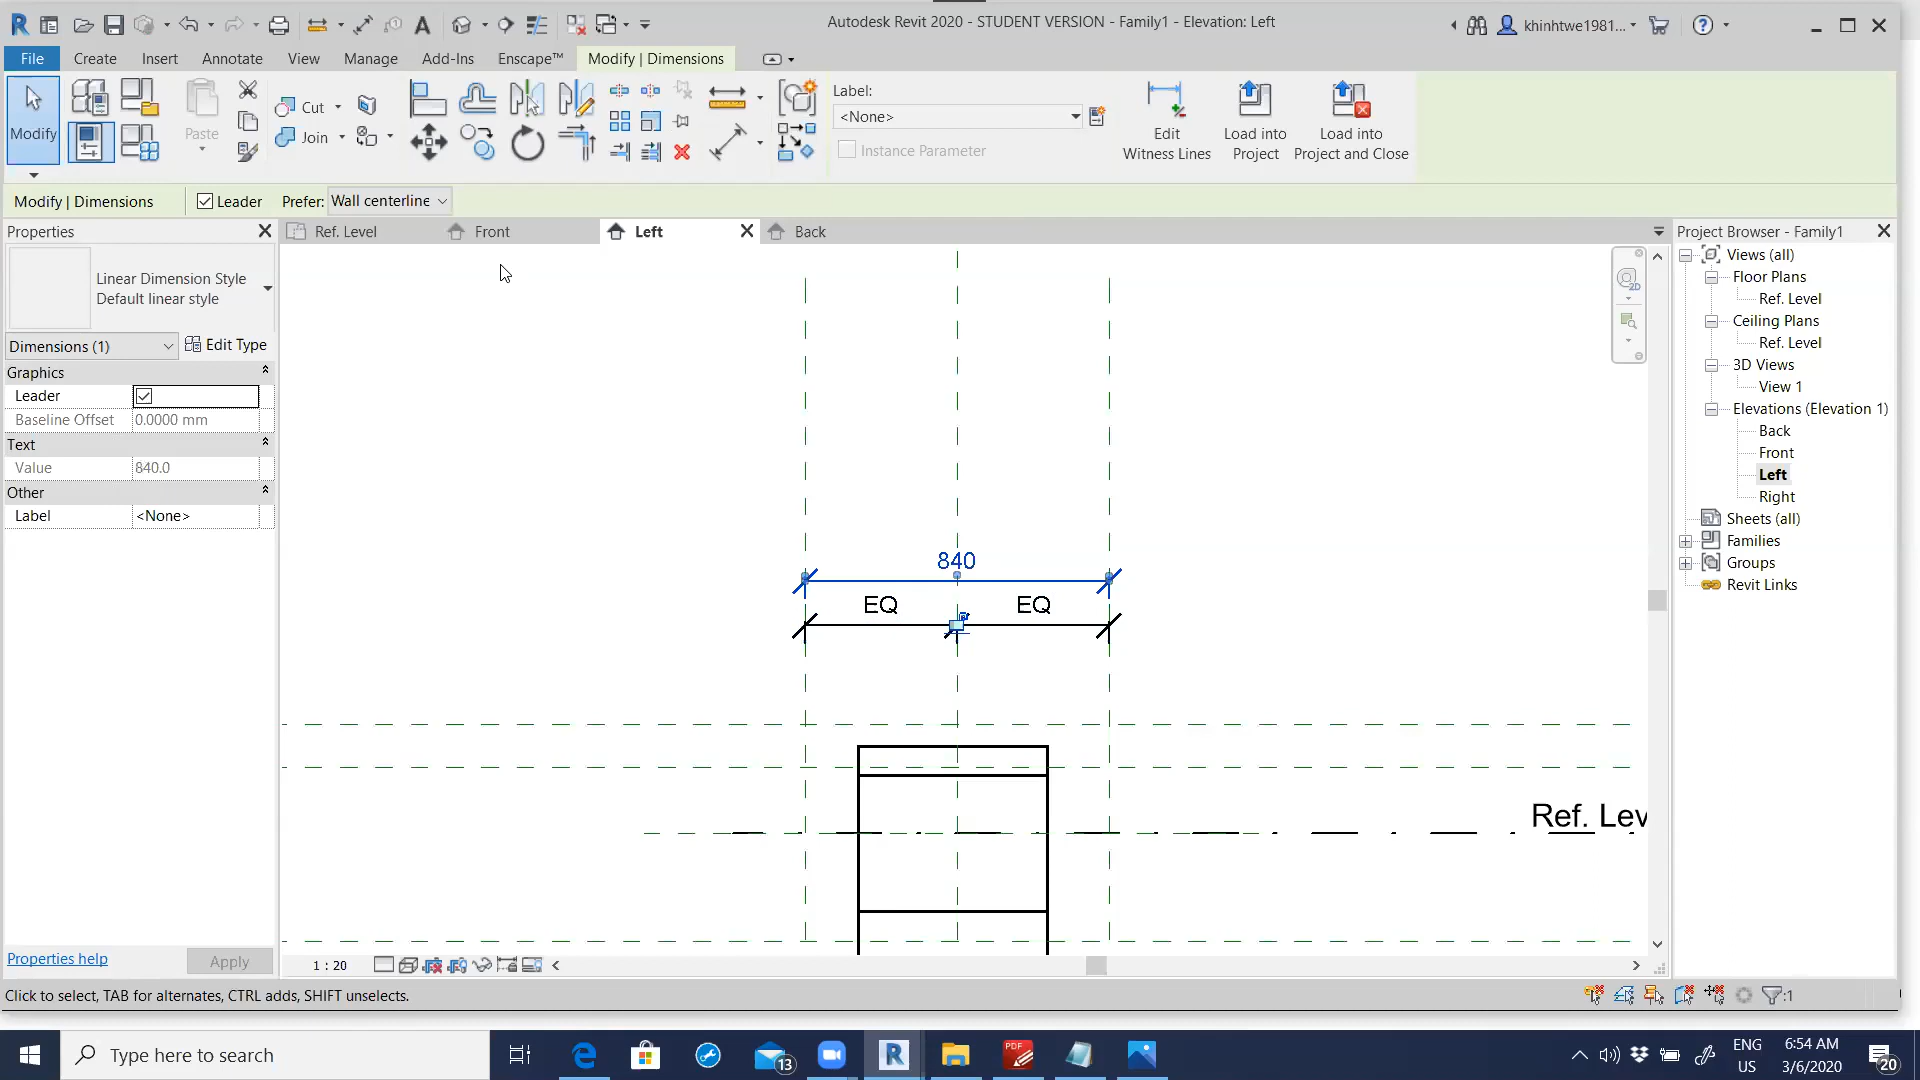 Autodesk Revit 2020 - STUDENT VERSION - Family1 - Elevation: Left
khinhtwe1981...
File Create Insert Annotate View Manage Add-Ins Enscape™ Modify | Dimensions
Modify
Paste
Cut
Join
Label:
<None>
Instance Parameter
Edit
Witness Lines
Load into
Project
Load into
Project and Close
Modify | Dimensions
Leader
Prefer: Wall centerline
Properties
Linear Dimension Style
Default linear style
Dimensions (1)
Edit Type
Graphics
Leader
Baseline Offset 0.0000 mm
Text
Value 840.0
Other
Label <None>
Properties help
Apply
Ref. Level
Front
Left
Back
840
EQ
EQ
Ref. Lev
2D
1 : 20
Project Browser - Family1
Views (all)
Floor Plans
Ref. Level
Ceiling Plans
Ref. Level
3D Views
View 1
Elevations (Elevation 1)
Back
Front
Left
Right
Sheets (all)
Families
Groups
Revit Links
Click to select, TAB for alternates, CTRL adds, SHIFT unselects.
:1
Type here to search
13
PDF
ENG
US
6:54 AM
3/6/2020
20